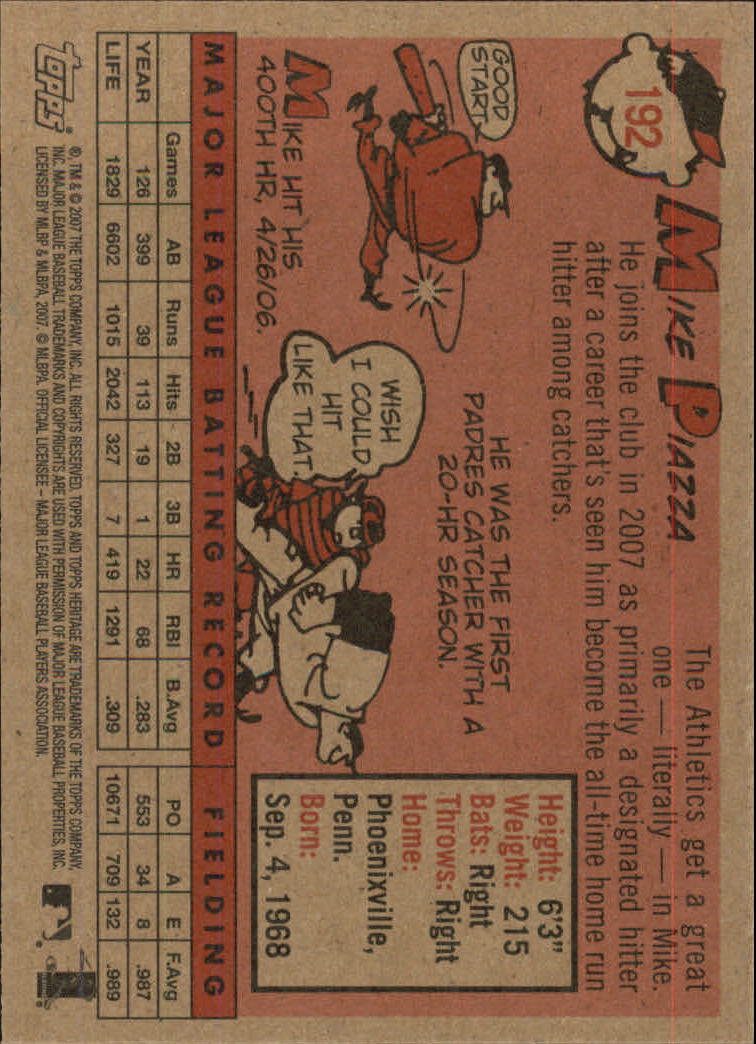 192
MIKE PIAZZA
The Athletics get a great
one — literally — in Mike.
He joins the club in 2007 as primarily a designated hitter
after a career that's seen him become the all-time home run
hitter among catchers.
GOOD
START
MIKE HIT HIS
400TH HR, 4/26/06.
HE WAS THE FIRST
PADRES CATCHER WITH A
20-HR SEASON.
WISH
I COULD
HIT
LIKE THAT.
Height: 6'3"
Weight: 215
Bats: Right
Throws: Right
Home:
Phoenixville,
Penn.
Born:
Sep. 4, 1968
MAJOR LEAGUE BATTING RECORD FIELDING
YEAR Games AB Runs Hits 2B 3B HR RBI B.Avg PO A E F.Avg
126 399 39 113 19 1 22 68 .283 553 34 8 .987
LIFE 1829 6602 1015 2042 327 7 419 1291 .309 10671 709 132 .989
TOPPS®
®, TM & © 2007 THE TOPPS COMPANY, INC. ALL RIGHTS RESERVED. TOPPS AND TOPPS HERITAGE ARE TRADEMARKS OF THE TOPPS COMPANY,
INC. MAJOR LEAGUE BASEBALL TRADEMARKS AND COPYRIGHTS ARE USED WITH PERMISSION OF MAJOR LEAGUE BASEBALL PROPERTIES, INC.
LICENSED BY MLBP & MLBPA, 2007. © MLBPA. OFFICIAL LICENSEE – MAJOR LEAGUE BASEBALL PLAYERS ASSOCIATION.